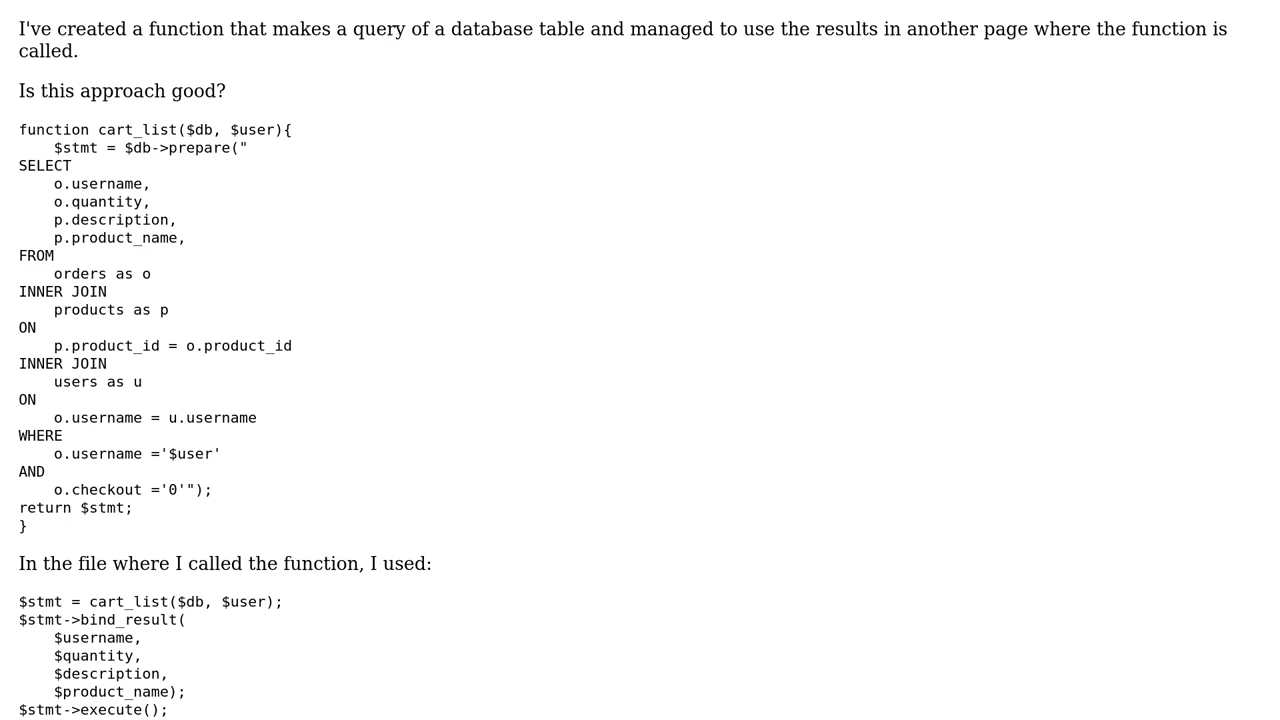 I've created a function that makes a query of a database table and managed to use the results in another page where the function is
called.
Is this approach good?
function cart_list($db, $user){
    $stmt = $db->prepare("
SELECT
    o.username,
    o.quantity,
    p.description,
    p.product_name,
FROM
    orders as o
INNER JOIN
    products as p
ON
    p.product_id = o.product_id
INNER JOIN
    users as u
ON
    o.username = u.username
WHERE
    o.username ='$user'
AND
    o.checkout ='0'");
return $stmt;
}
In the file where I called the function, I used:
$stmt = cart_list($db, $user);
$stmt->bind_result(
    $username,
    $quantity,
    $description,
    $product_name);
$stmt->execute();